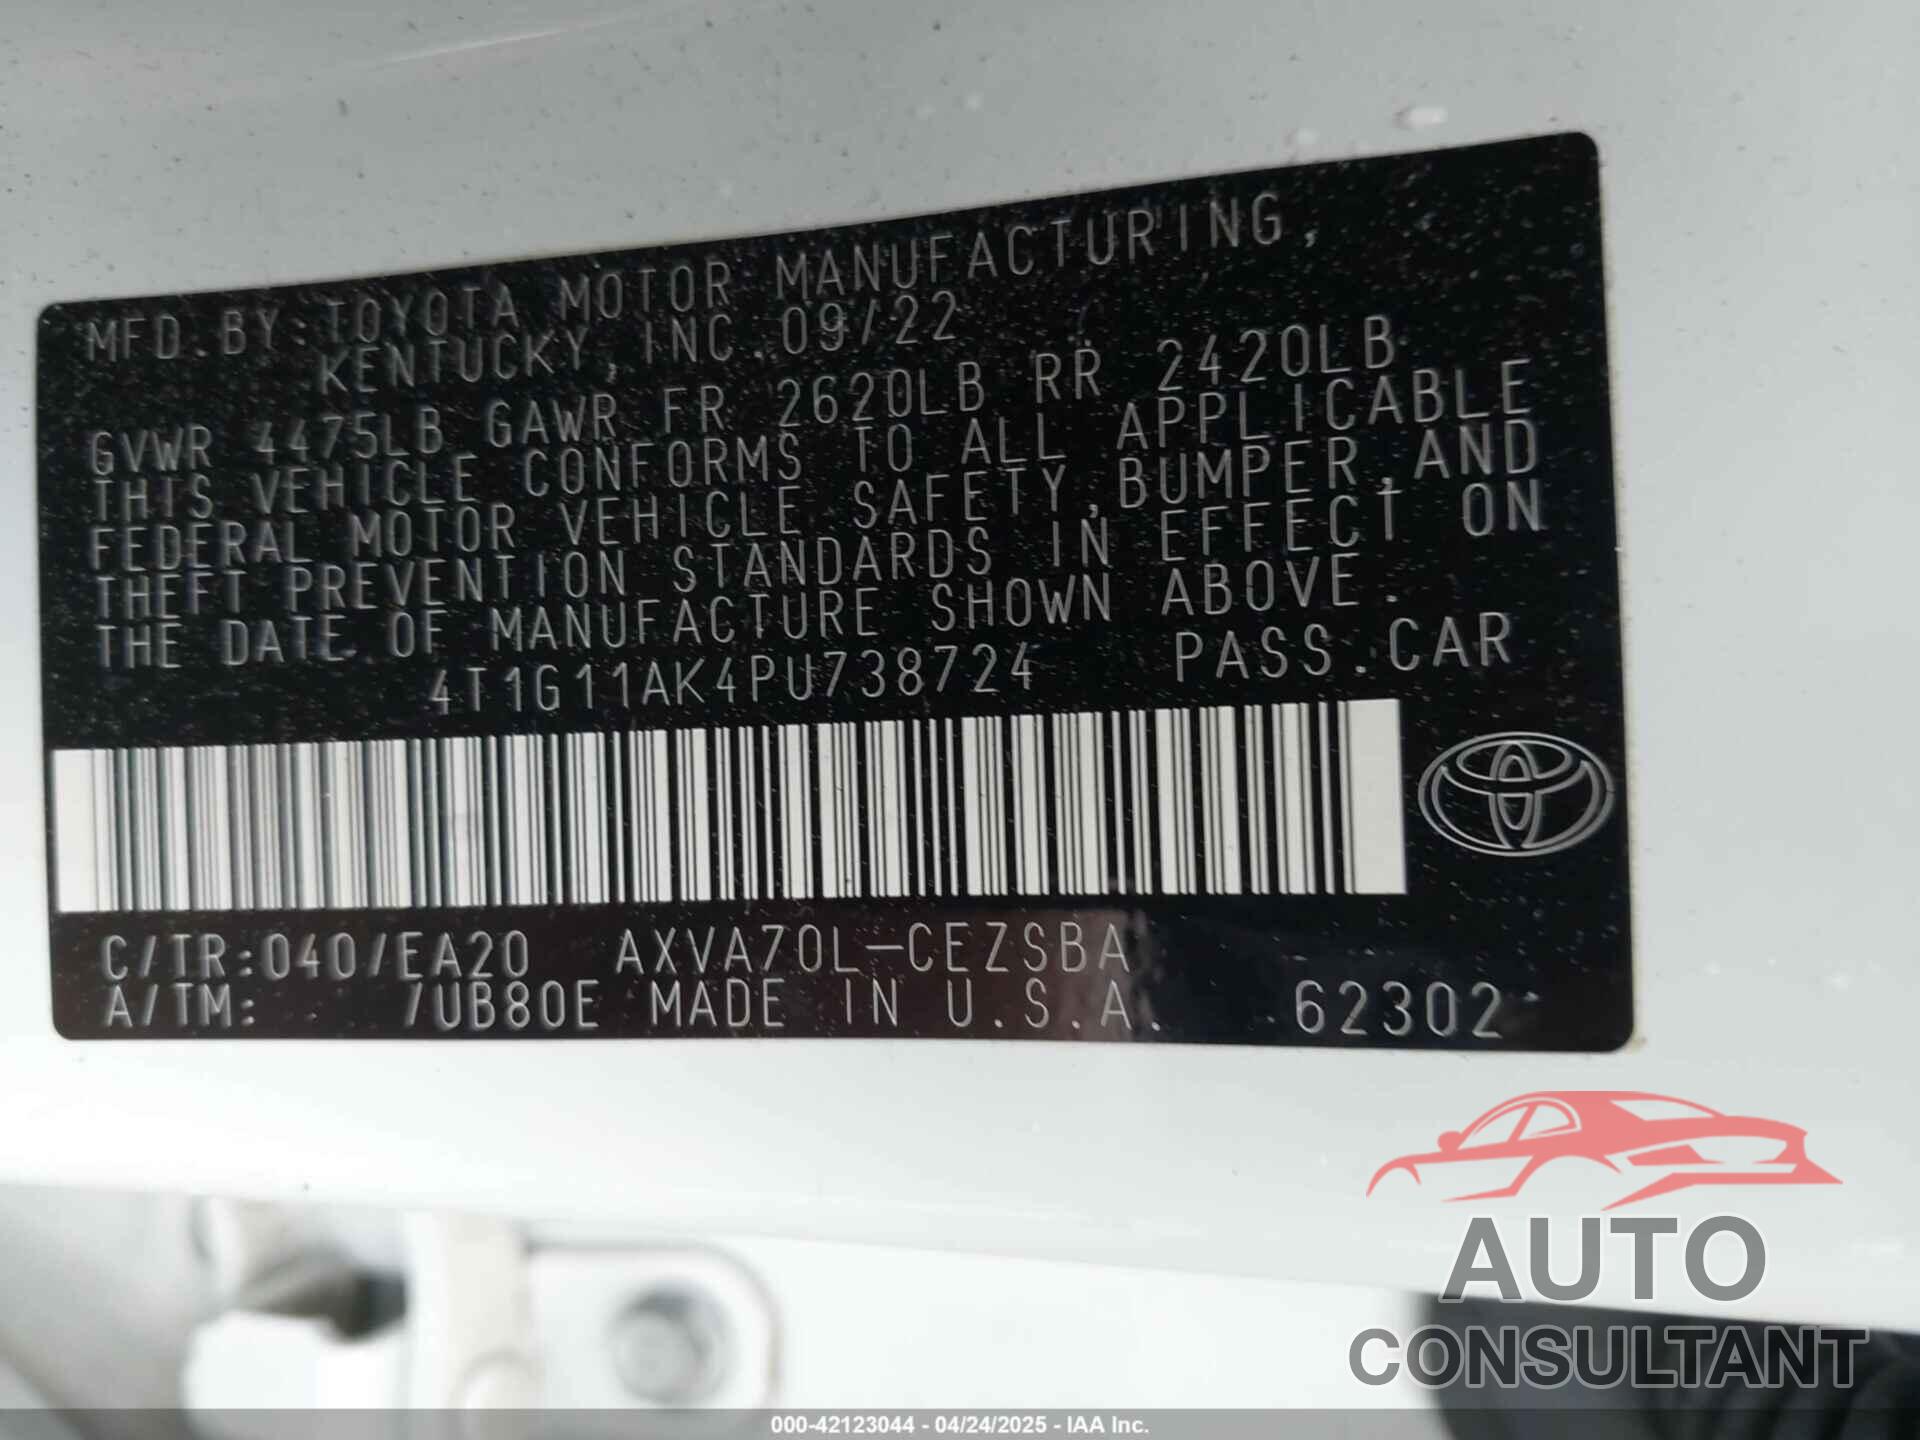 MFD.BY:TOYOTA MOTOR MANUFACTURING,
KENTUCKY, INC. 09/22
GVWR 4475LB GAWR FR 2620LB RR 2420LB
THIS VEHICLE CONFORMS TO ALL APPLICABLE
FEDERAL MOTOR VEHICLE SAFETY,BUMPER,AND
THEFT PREVENTION STANDARDS IN EFFECT ON
THE DATE OF MANUFACTURE SHOWN ABOVE.
4T1G11AK4PU738724 PASS.CAR
C/TR:040/EA20 AXVA70L-CEZSBA
A/TM: /UB80E MADE IN U.S.A. 62302
AUTO
CONSULTANT
000-42123044 - 04/24/2025 - IAA Inc.